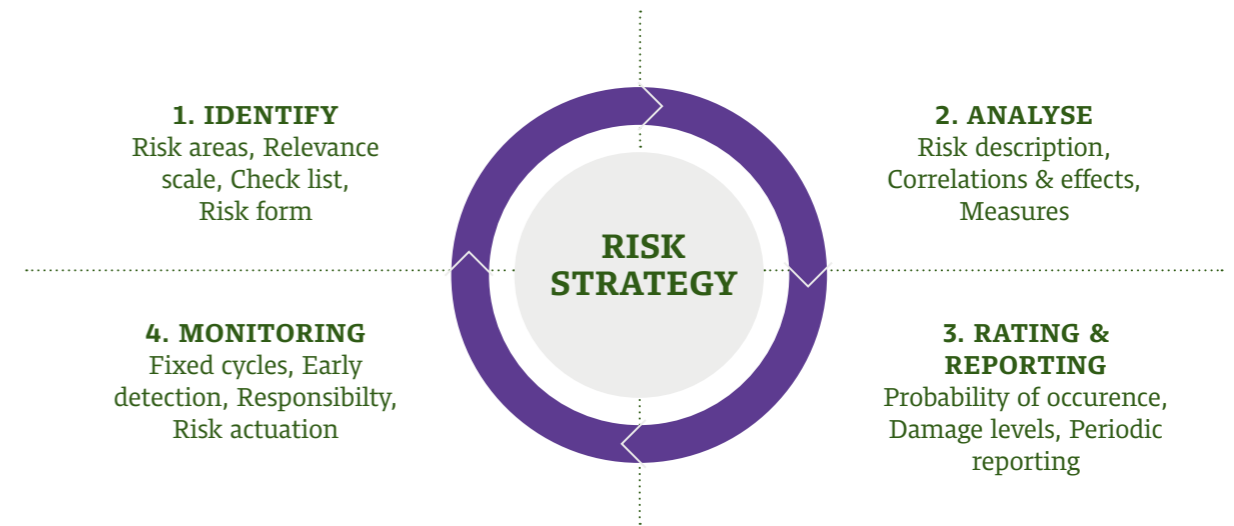 1. IDENTIFY
Risk areas, Relevance
scale, Check list,
Risk form
2. ANALYSE
Risk description,
Correlations & effects,
Measures
RISK
STRATEGY
4. MONITORING
Fixed cycles, Early
detection, Responsibilty,
Risk actuation
3. RATING &
REPORTING
Probability of occurence,
Damage levels, Periodic
reporting